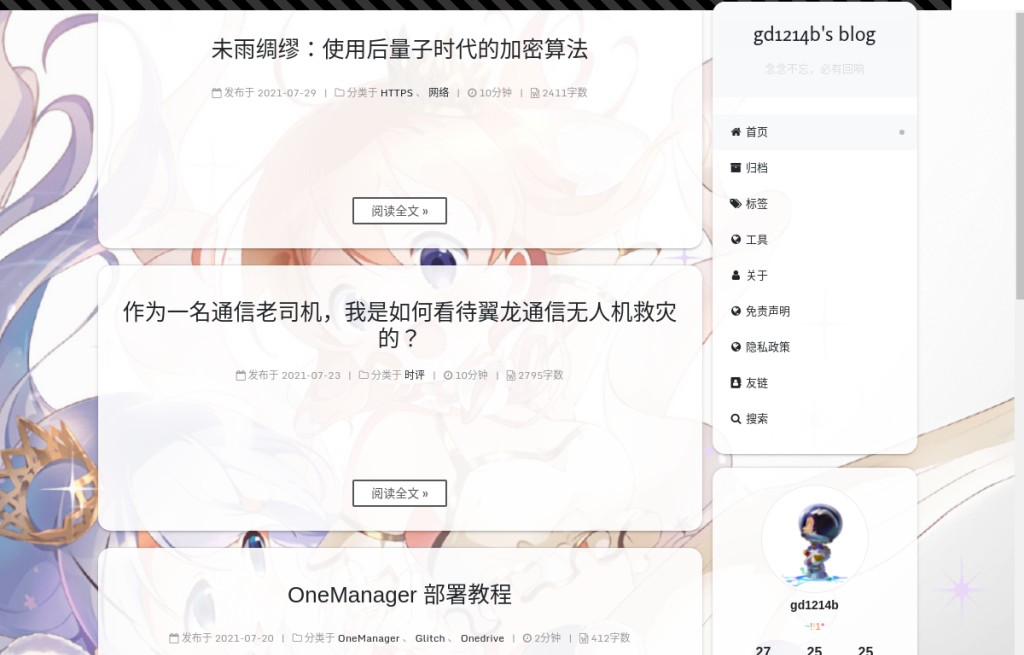 未雨绸缪：使用后量子时代的加密算法
发布于 2021-07-29 | 分类于 HTTPS 、 网络 | 10分钟 | 2411字数
阅读全文 »
作为一名通信老司机，我是如何看待翼龙通信无人机救灾
的？
发布于 2021-07-23 | 分类于 时评 | 10分钟 | 2795字数
阅读全文 »
OneManager 部署教程
发布于 2021-07-20 | 分类于 OneManager 、 Glitch 、 Onedrive | 2分钟 | 412字数
gd1214b's blog
念念不忘，必有回响
首页
归档
标签
工具
关于
免责声明
隐私政策
友链
搜索
gd1214b
27 25 25